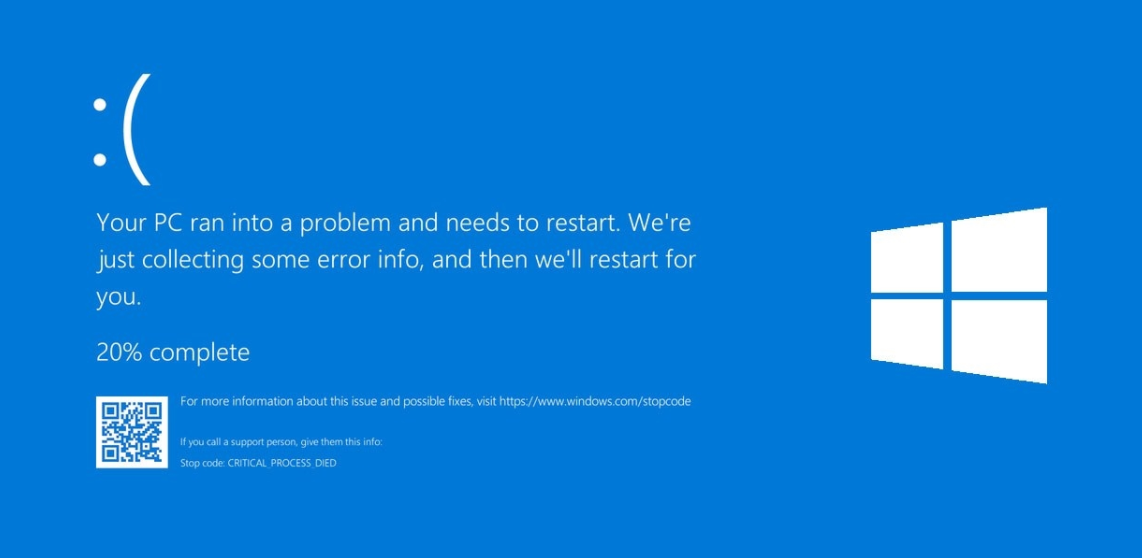 :(
Your PC ran into a problem and needs to restart. We're
just collecting some error info, and then we'll restart for
you.
20% complete
For more information about this issue and possible fixes, visit https://www.windows.com/stopcode
If you call a support person, give them this info:
Stop code: CRITICAL_PROCESS_DIED